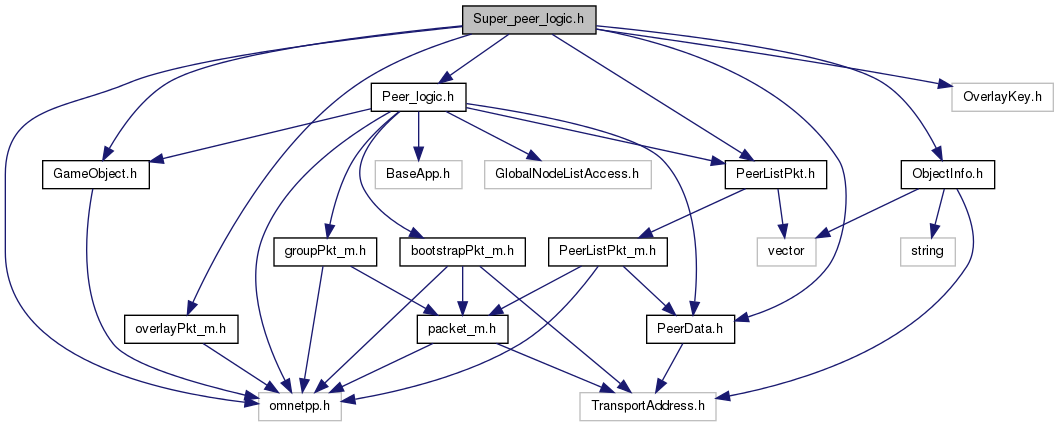 Super_peer_logic.h
Peer_logic.h
OverlayKey.h
GameObject.h
BaseApp.h
GlobalNodeListAccess.h
PeerListPkt.h
ObjectInfo.h
groupPkt_m.h
bootstrapPkt_m.h
PeerListPkt_m.h
vector
string
overlayPkt_m.h
packet_m.h
PeerData.h
omnetpp.h
TransportAddress.h